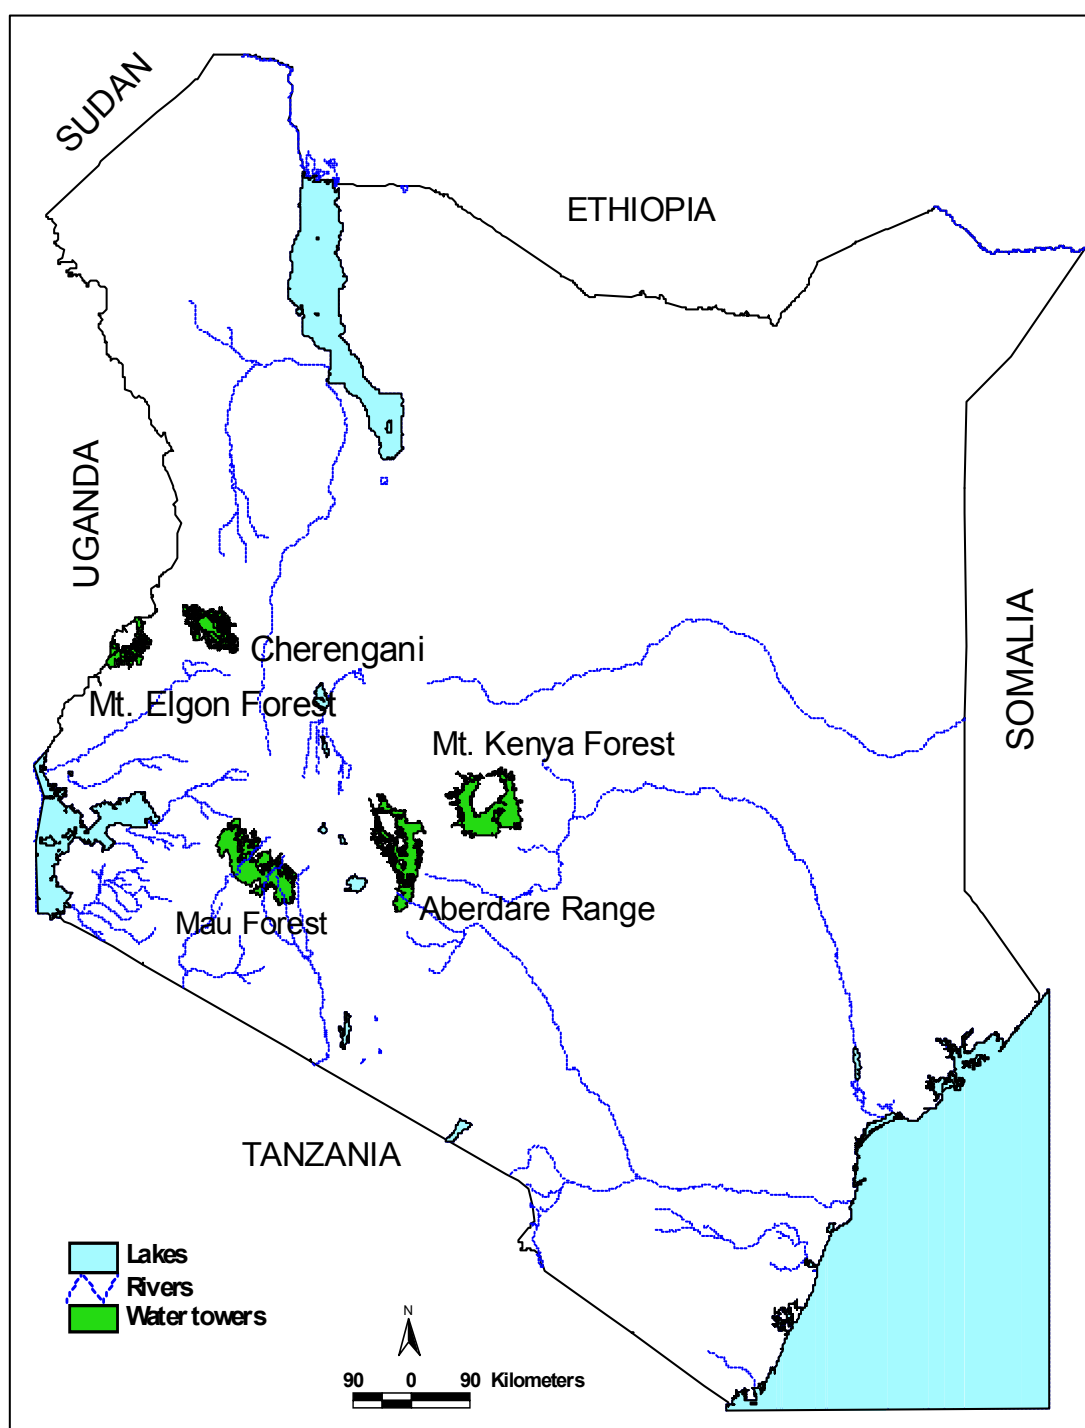 SUDAN
ETHIOPIA
UGANDA
SOMALIA
Cherengani
Mt. Elgon Forest
Mt. Kenya Forest
Aberdare Range
Mau Forest
TANZANIA
Lakes
Rivers
Water towers
N
90 0 90 Kilometers